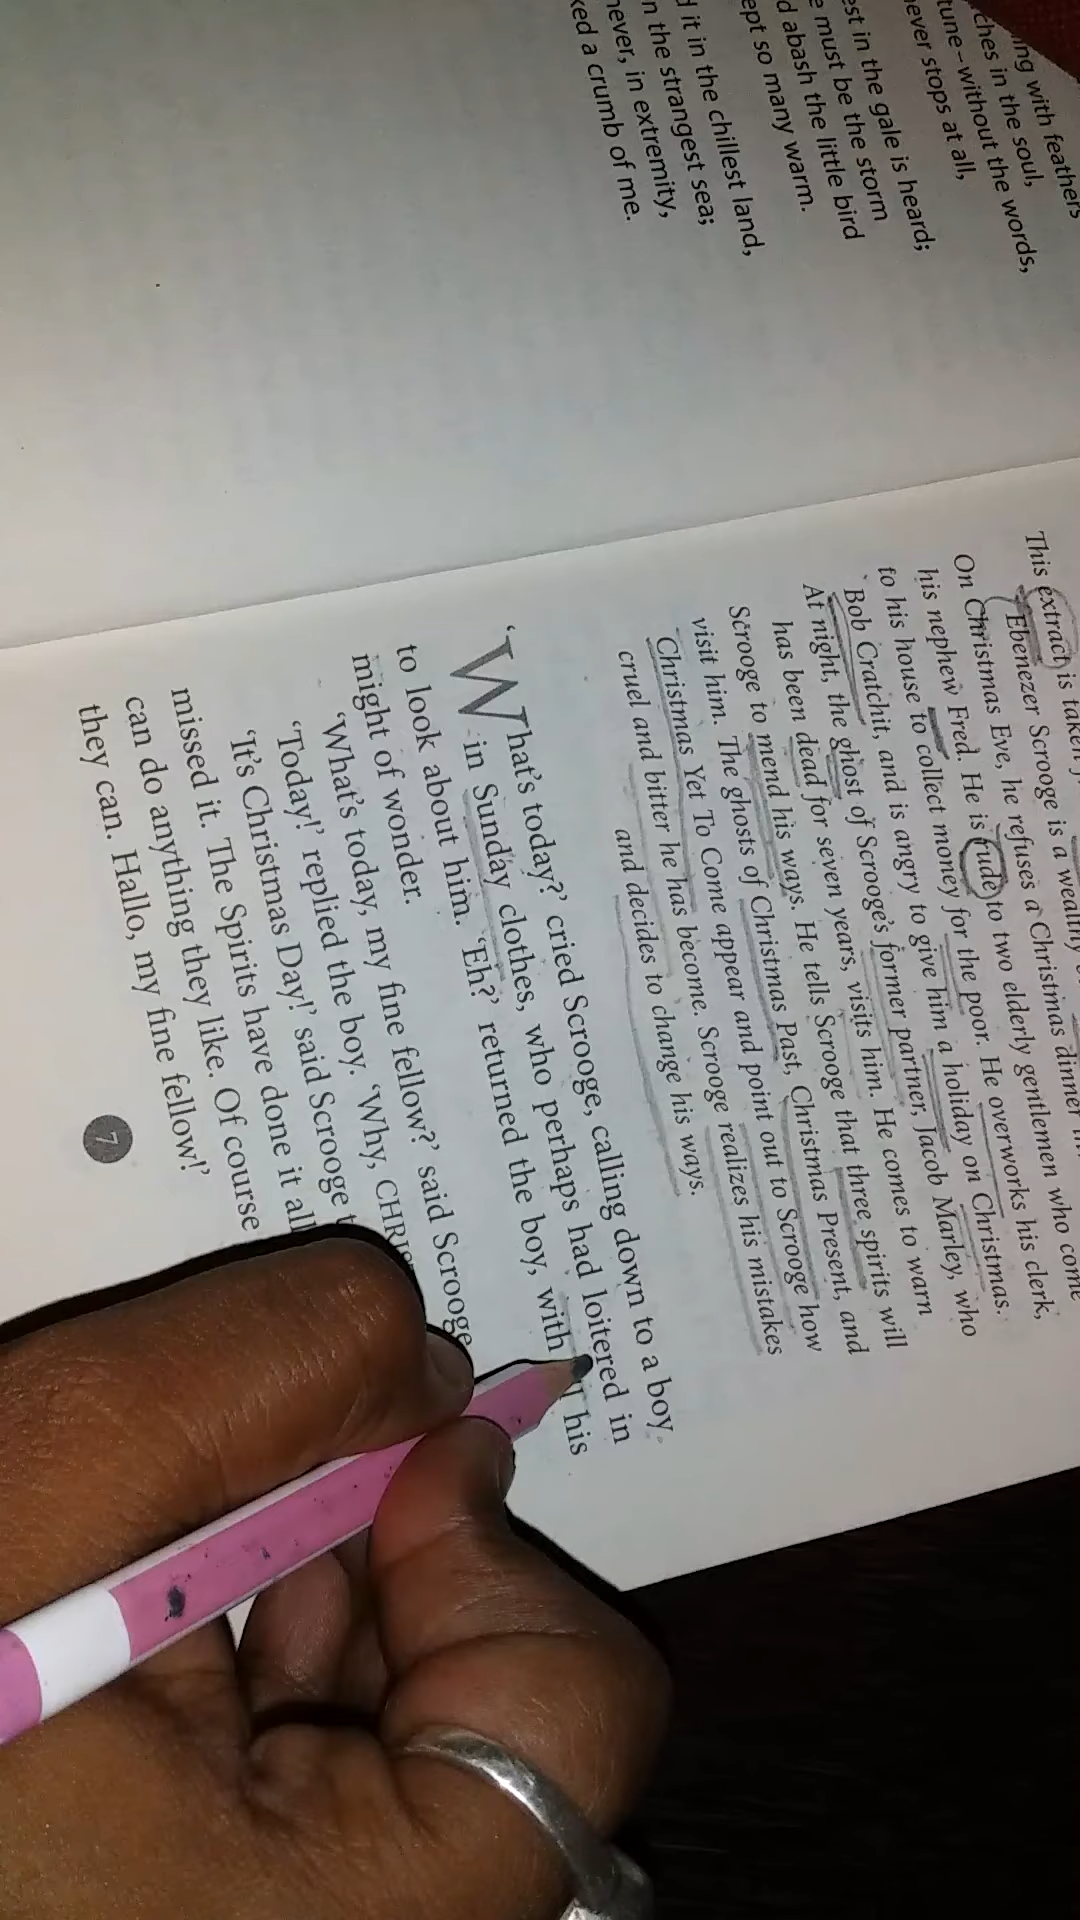 ing with feathers
ches in the soul,
tune – without the words,
never stops at all,
est in the gale is heard;
e must be the storm
d abash the little bird
ept so many warm.
d it in the chillest land,
n the strangest sea;
never, in extremity,
ked a crumb of me.
This extract is taken
Ebenezer Scrooge is a wealthy
On Christmas Eve, he refuses a Christmas dinner
his nephew Fred. He is rude to two elderly gentlemen who come
to his house to collect money for the poor. He overworks his clerk,
Bob Cratchit, and is angry to give him a holiday on Christmas.
At night, the ghost of Scrooge's former partner, Jacob Marley, who
has been dead for seven years, visits him. He comes to warn
Scrooge to mend his ways. He tells Scrooge that three spirits will
visit him. The ghosts of Christmas Past, Christmas Present, and
Christmas Yet To Come appear and point out to Scrooge how
cruel and bitter he has become. Scrooge realizes his mistakes
and decides to change his ways.
'What's today?' cried Scrooge, calling down to a boy
in Sunday clothes, who perhaps had loitered in
to look about him. 'Eh?' returned the boy, with his
might of wonder.
'What's today, my fine fellow?' said Scrooge
'Today!' replied the boy. 'Why, CHRIS
'It's Christmas Day!' said Scrooge t
missed it. The Spirits have done it all
can do anything they like. Of course
they can. Hallo, my fine fellow!'
7